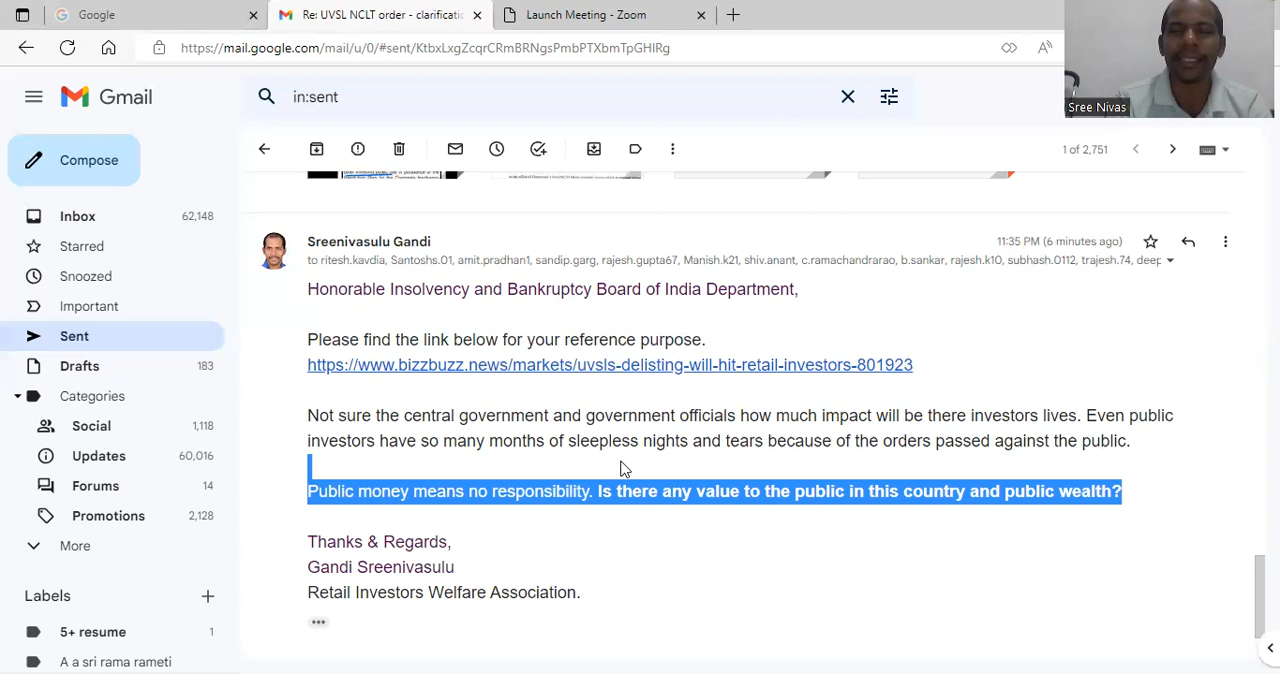 Google
Re: UVSL NCLT order - clarificati
Launch Meeting - Zoom
https://mail.google.com/mail/u/0/#sent/KtbxLxgZcqrCRmBRNgsPmbPTXbmTpGHlRg
Sree Nivas
Gmail
in:sent
Compose
1 of 2,751
Inbox 62,148
Starred
Snoozed
Important
Sent
Drafts 183
Categories
Social 1,118
Updates 60,016
Forums 14
Promotions 2,128
More
Labels
5+ resume 1
A a sri rama rameti
Sreenivasulu Gandi 11:35 PM (6 minutes ago)
to ritesh.kavdia, Santoshs.01, amit.pradhan1, sandip.garg, rajesh.gupta67, Manish.k21, shiv.anant, c.ramachandrarao, b.sankar, rajesh.k10, subhash.0112, trajesh.74, deep
Honorable Insolvency and Bankruptcy Board of India Department,
Please find the link below for your reference purpose.
https://www.bizzbuzz.news/markets/uvsls-delisting-will-hit-retail-investors-801923
Not sure the central government and government officials how much impact will be there investors lives. Even public
investors have so many months of sleepless nights and tears because of the orders passed against the public.
Public money means no responsibility. Is there any value to the public in this country and public wealth?
Thanks & Regards,
Gandi Sreenivasulu
Retail Investors Welfare Association.